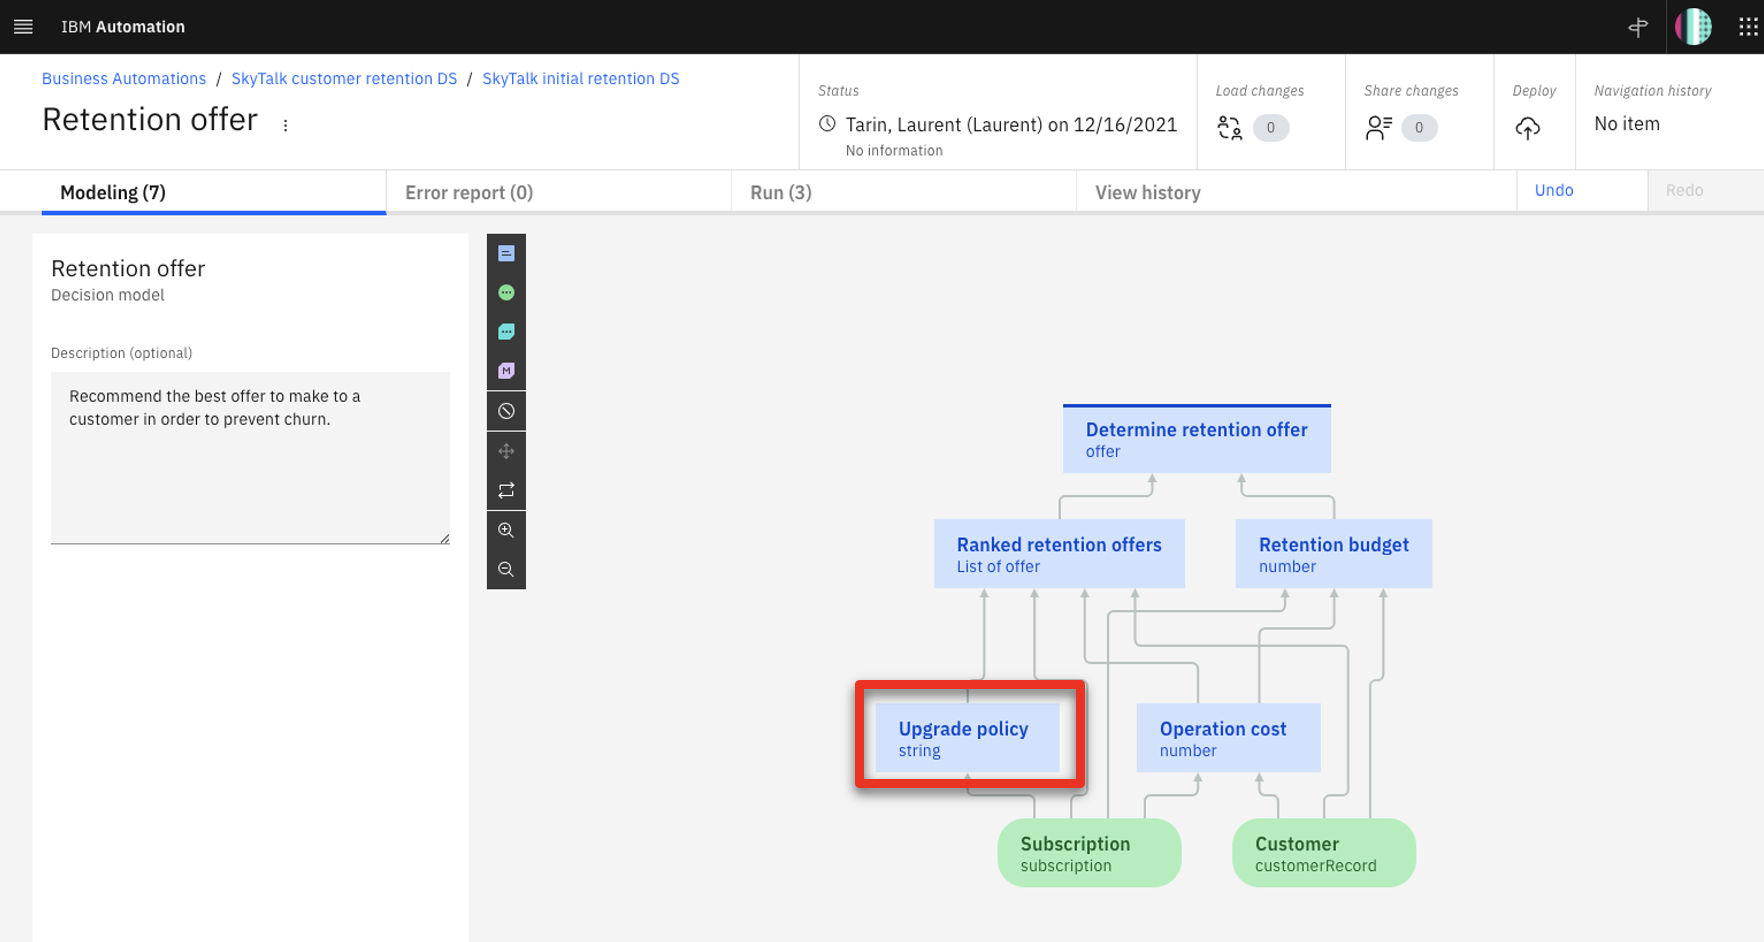 IBM Automation
Business Automations / SkyTalk customer retention DS / SkyTalk initial retention DS
Retention offer
Status
Tarin, Laurent (Laurent) on 12/16/2021
No information
Load changes
0
Share changes
0
Deploy
Navigation history
No item
Modeling (7)
Error report (0)
Run (3)
View history
Undo
Redo
Retention offer
Decision model
Description (optional)
Recommend the best offer to make to a
customer in order to prevent churn.
M
Determine retention offer
offer
Ranked retention offers
List of offer
Retention budget
number
Upgrade policy
string
Operation cost
number
Subscription
subscription
Customer
customerRecord